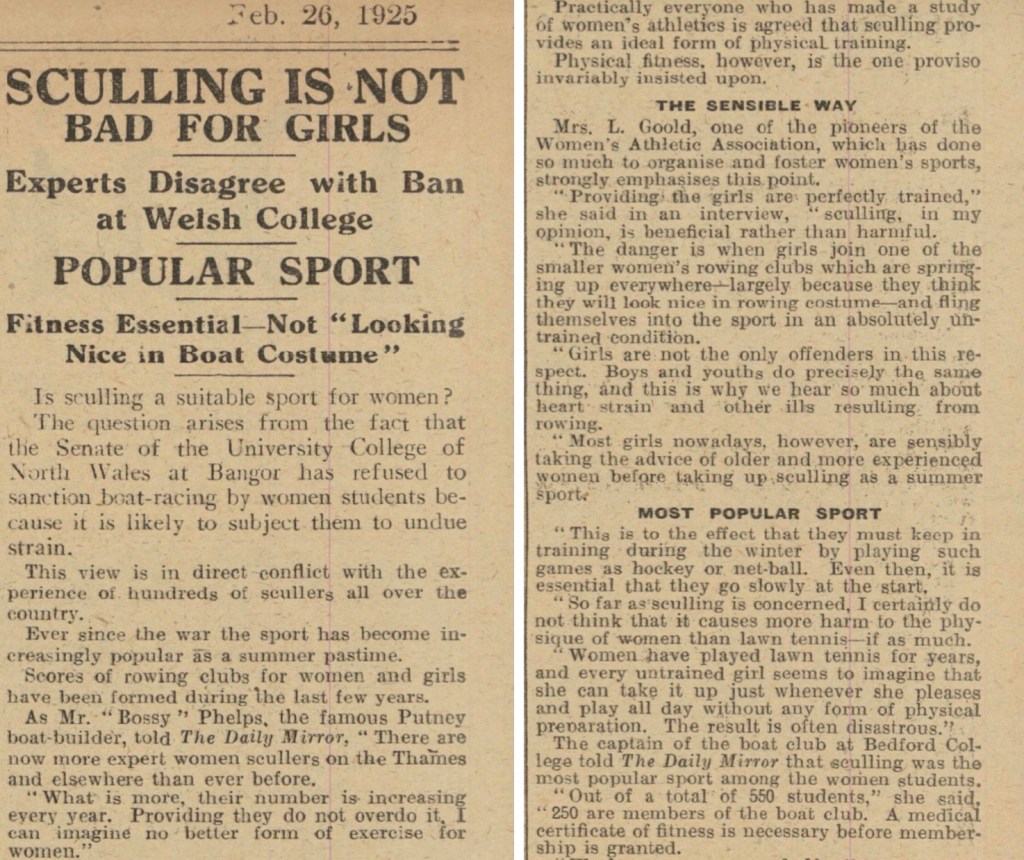 Feb. 26, 1925
SCULLING IS NOT
BAD FOR GIRLS
Experts Disagree with Ban
at Welsh College
POPULAR SPORT
Fitness Essential—Not "Looking
Nice in Boat Costume"
Is sculling a suitable sport for women?
The question arises from the fact that
the Senate of the University College of
North Wales at Bangor has refused to
sanction boat-racing by women students be-
cause it is likely to subject them to undue
strain.
This view is in direct conflict with the ex-
perience of hundreds of scullers all over the
country.
Ever since the war the sport has become in-
creasingly popular as a summer pastime.
Scores of rowing clubs for women and girls
have been formed during the last few years.
As Mr. "Bossy" Phelps, the famous Putney
boat-builder, told The Daily Mirror, "There are
now more expert women scullers on the Thames
and elsewhere than ever before.
"What is more, their number is increasing
every year. Providing they do not overdo it, I
can imagine no better form of exercise for
women."
Practically everyone who has made a study
of women's athletics is agreed that sculling pro-
vides an ideal form of physical training.
Physical fitness, however, is the one proviso
invariably insisted upon.
THE SENSIBLE WAY
Mrs. L. Goold, one of the pioneers of the
Women's Athletic Association, which has done
so much to organise and foster women's sports,
strongly emphasises this point.
"Providing the girls are perfectly trained,"
she said in an interview, "sculling, in my
opinion, is beneficial rather than harmful.
"The danger is when girls join one of the
smaller women's rowing clubs which are spring-
ing up everywhere—largely because they think
they will look nice in rowing costume—and fling
themselves into the sport in an absolutely un-
trained condition.
"Girls are not the only offenders in this re-
spect. Boys and youths do precisely the same
thing, and this is why we hear so much about
heart strain and other ills resulting from
rowing.
"Most girls nowadays, however, are sensibly
taking the advice of older and more experienced
women before taking up sculling as a summer
sport.
MOST POPULAR SPORT
"This is to the effect that they must keep in
training during the winter by playing such
games as hockey or net-ball. Even then, it is
essential that they go slowly at the start.
"So far as sculling is concerned, I certainly do
not think that it causes more harm to the phy-
sique of women than lawn tennis—if as much.
"Women have played lawn tennis for years,
and every untrained girl seems to imagine that
she can take it up just whenever she pleases
and play all day without any form of physical
preparation. The result is often disastrous."
The captain of the boat club at Bedford Col-
lege told The Daily Mirror that sculling was the
most popular sport among the women students.
"Out of a total of 550 students," she said,
"250 are members of the boat club. A medical
certificate of fitness is necessary before member-
ship is granted.